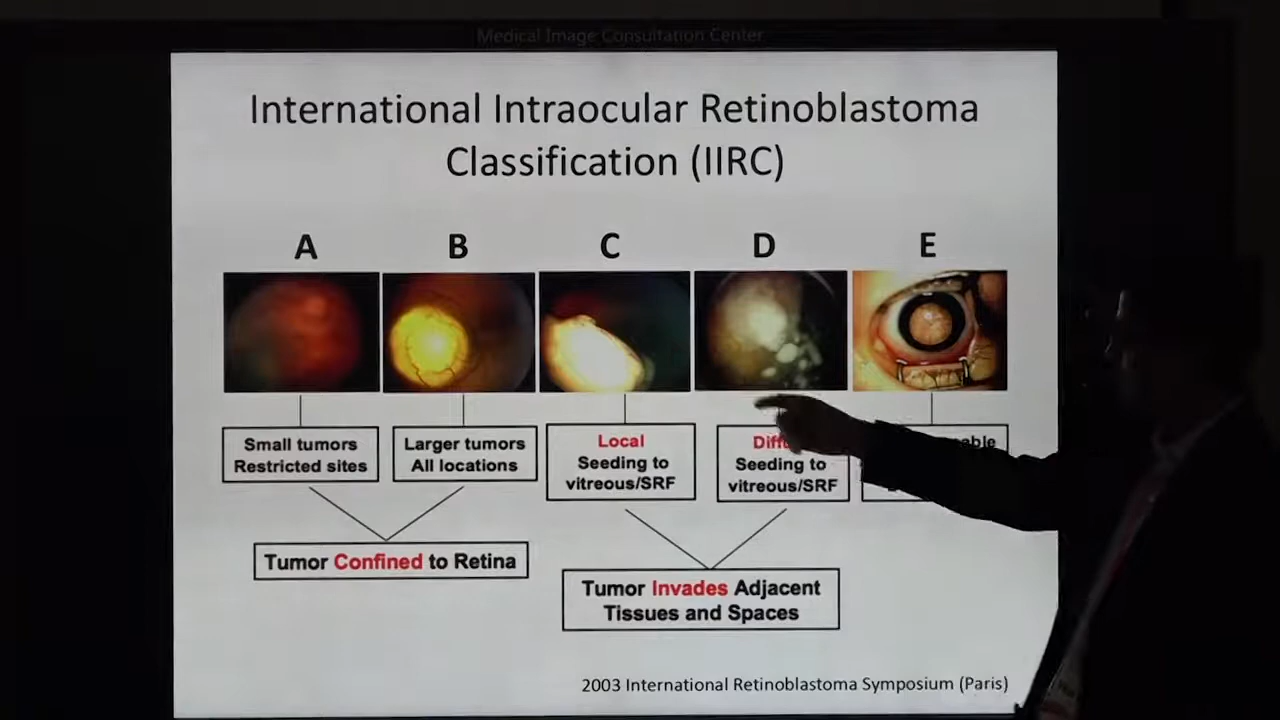 Medical Image Consultation Center
International Intraocular Retinoblastoma
Classification (IIRC)
A
B
C
D
E
Small tumors
Restricted sites
Larger tumors
All locations
Local
Seeding to
vitreous/SRF
Seeding to
vitreous/SRF
Tumor Confined to Retina
Tumor Invades Adjacent
Tissues and Spaces
2003 International Retinoblastoma Symposium (Paris)